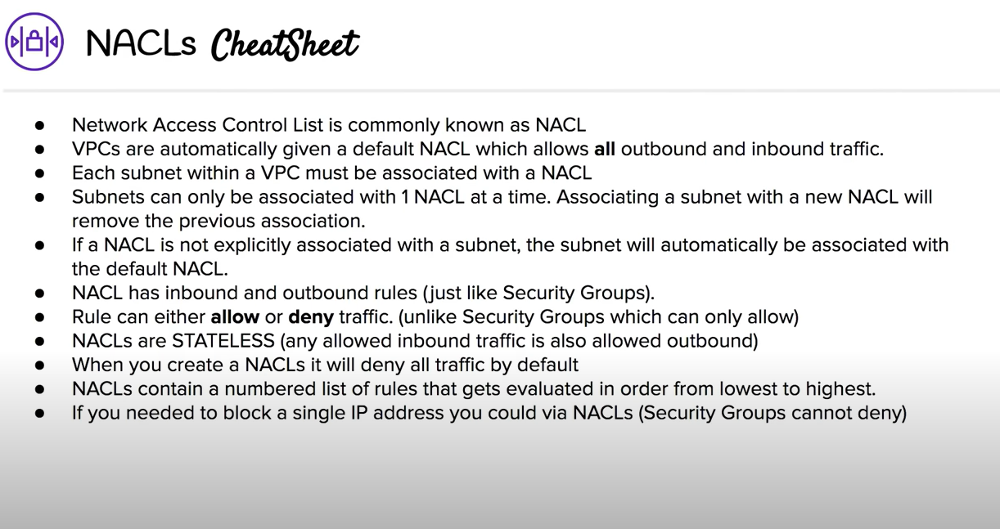 NACLs CheatSheet
● Network Access Control List is commonly known as NACL
● VPCs are automatically given a default NACL which allows all outbound and inbound traffic.
● Each subnet within a VPC must be associated with a NACL
● Subnets can only be associated with 1 NACL at a time. Associating a subnet with a new NACL will
remove the previous association.
● If a NACL is not explicitly associated with a subnet, the subnet will automatically be associated with
the default NACL.
● NACL has inbound and outbound rules (just like Security Groups).
● Rule can either allow or deny traffic. (unlike Security Groups which can only allow)
● NACLs are STATELESS (any allowed inbound traffic is also allowed outbound)
● When you create a NACLs it will deny all traffic by default
● NACLs contain a numbered list of rules that gets evaluated in order from lowest to highest.
● If you needed to block a single IP address you could via NACLs (Security Groups cannot deny)